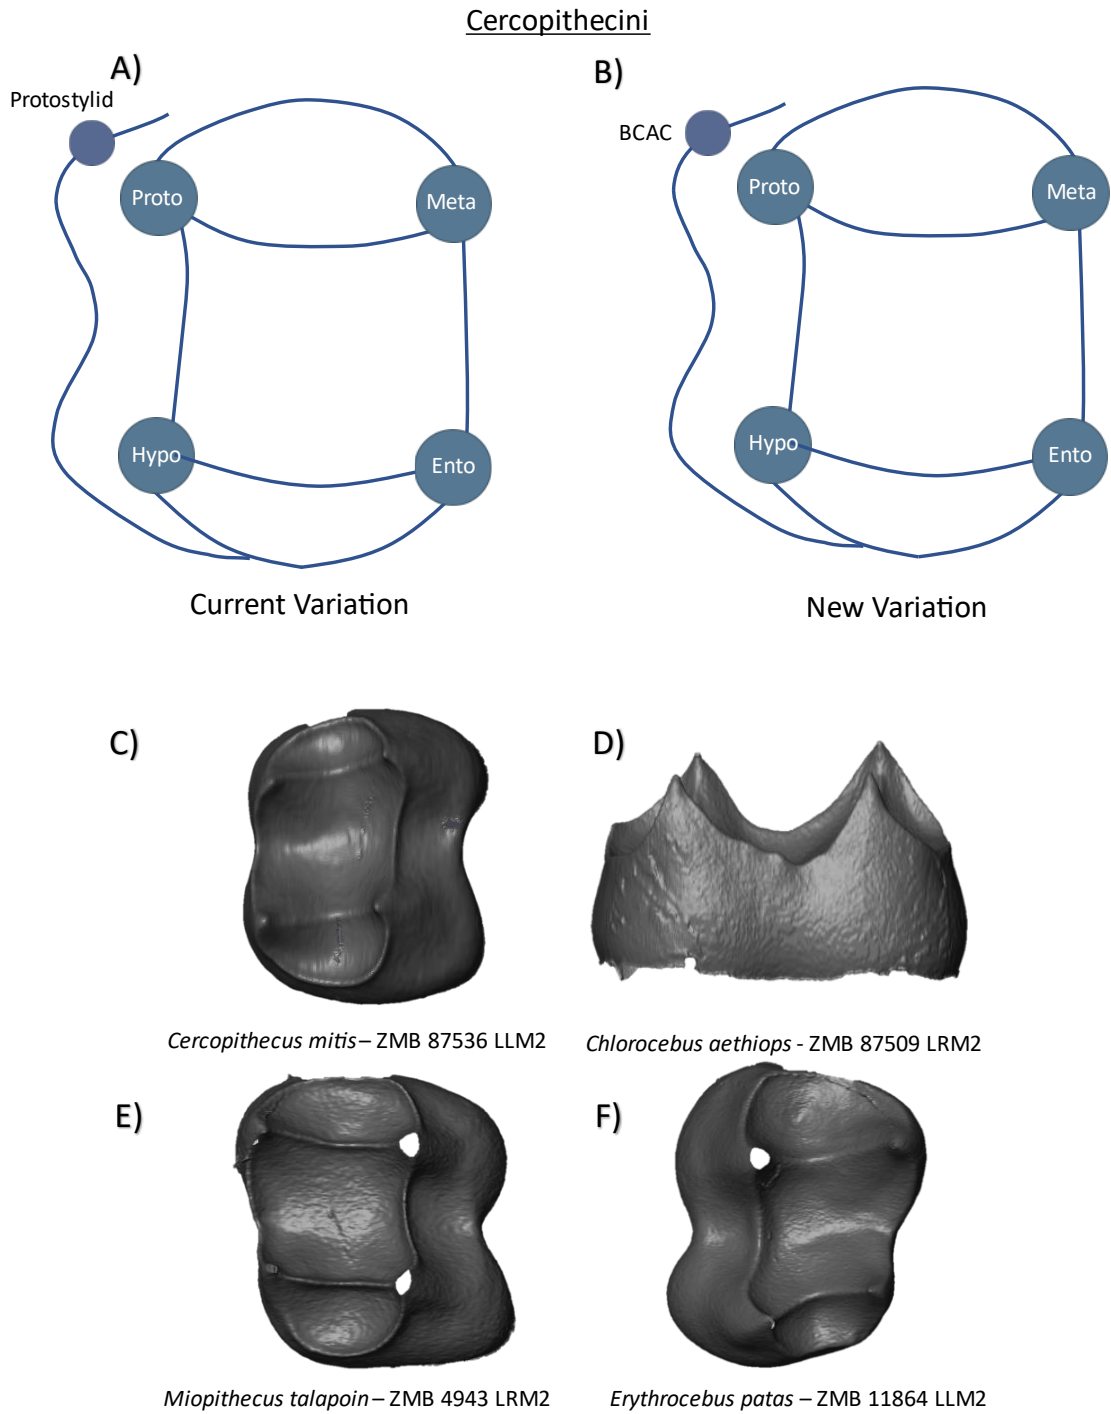 Cercopithecini
A)
B)
Protostylid
BCAC
Proto
Meta
Proto
Meta
Hypo
Ento
Hypo
Ento
Current Variation
New Variation
C)
D)
Cercopithecus mitis – ZMB 87536 LLM2
Chlorocebus aethiops - ZMB 87509 LRM2
E)
F)
Miopithecus talapoin – ZMB 4943 LRM2
Erythrocebus patas – ZMB 11864 LLM2